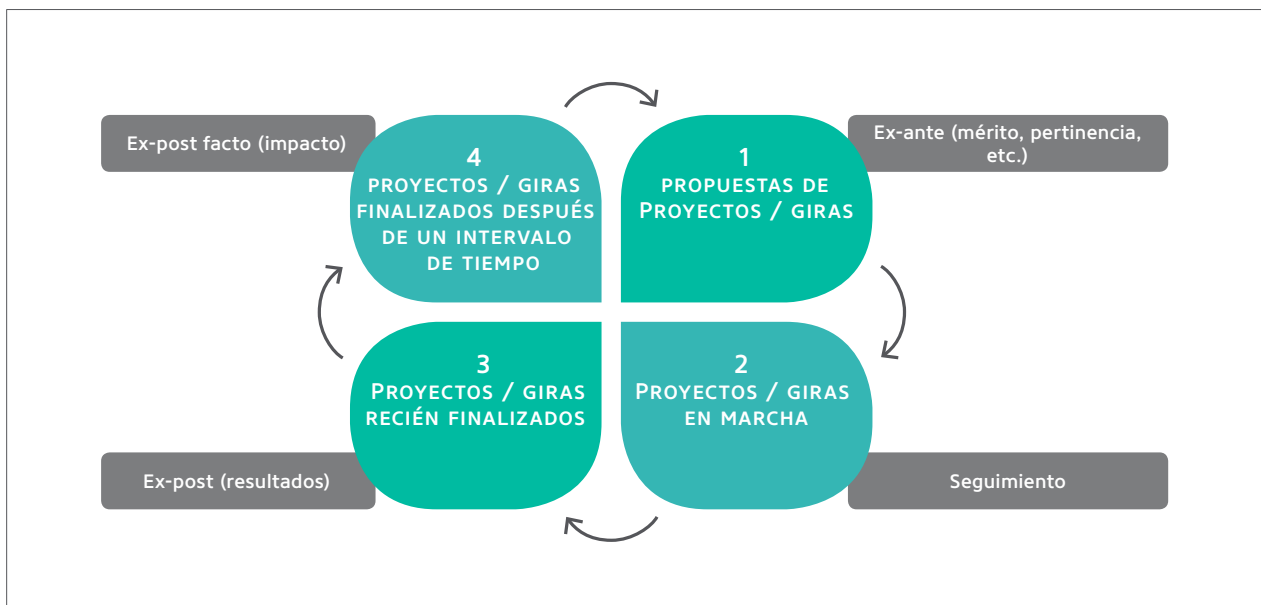 Ex-post facto (impacto)
4
PROYECTOS / GIRAS
FINALIZADOS DESPUÉS
DE UN INTERVALO
DE TIEMPO
1
PROPUESTAS DE
PROYECTOS / GIRAS
Ex-ante (mérito, pertinencia,
etc.)
3
PROYECTOS / GIRAS
RECIÉN FINALIZADOS
2
PROYECTOS / GIRAS
EN MARCHA
Ex-post (resultados)
Seguimiento